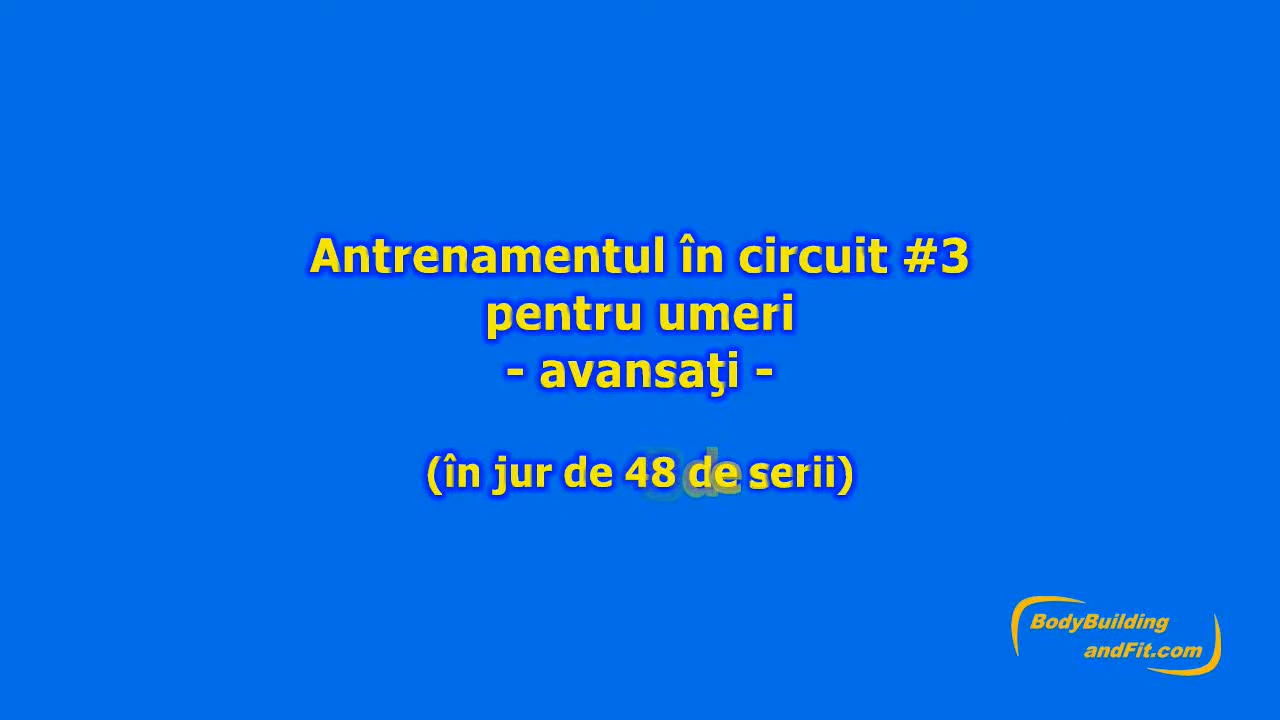 Antrenamentul în circuit #3
pentru umeri
- avansaţi -
(în jur de 48 de serii)
BodyBuilding
andFit.com